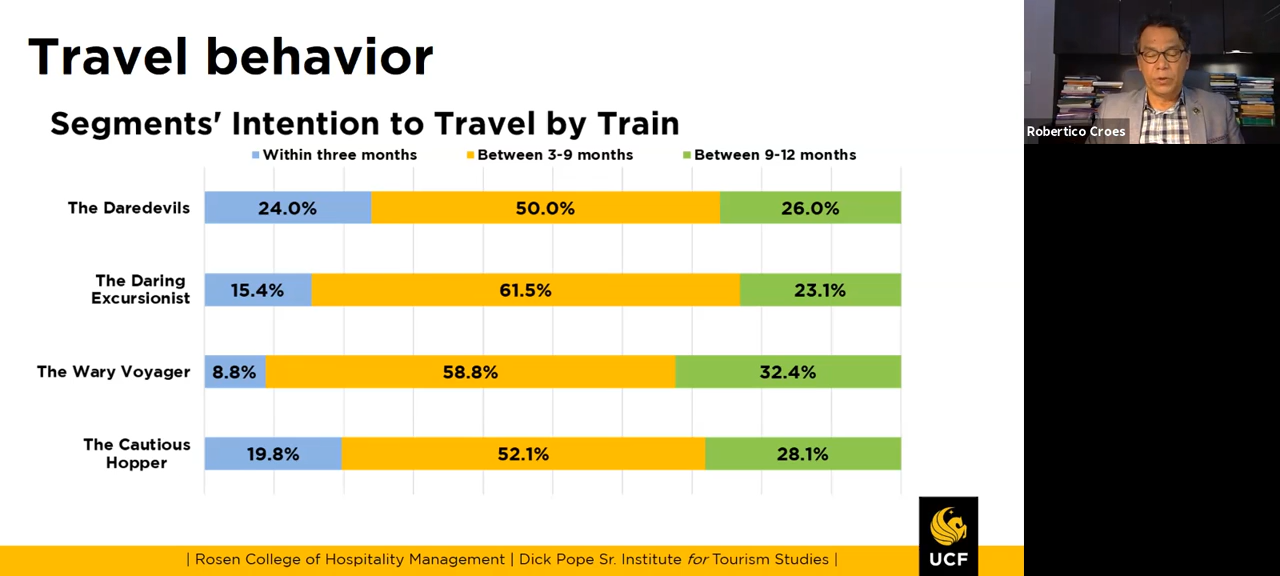 Travel behavior
Segments' Intention to Travel by Train
Within three months Between 3-9 months Between 9-12 months
The Daredevils 24.0% 50.0% 26.0%
The Daring
Excursionist
15.4% 61.5% 23.1%
The Wary Voyager 8.8% 58.8% 32.4%
The Cautious
Hopper
19.8% 52.1% 28.1%
| Rosen College of Hospitality Management | Dick Pope Sr. Institute for Tourism Studies |
UCF
Robertico Croes